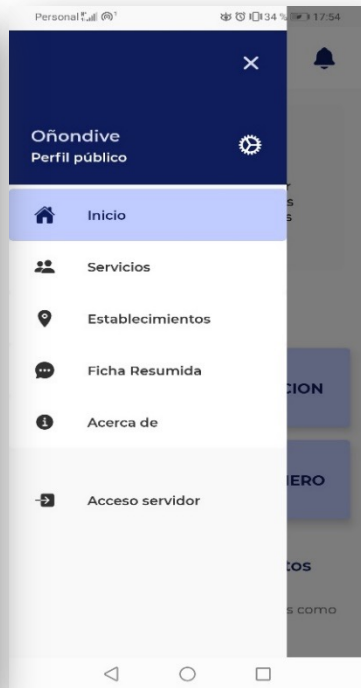 Personal 34 % 17:54
Oñondive
Perfil público
Inicio
Servicios
Establecimientos
Ficha Resumida
CION
Acerca de
IERO
Acceso servidor
tos
s como